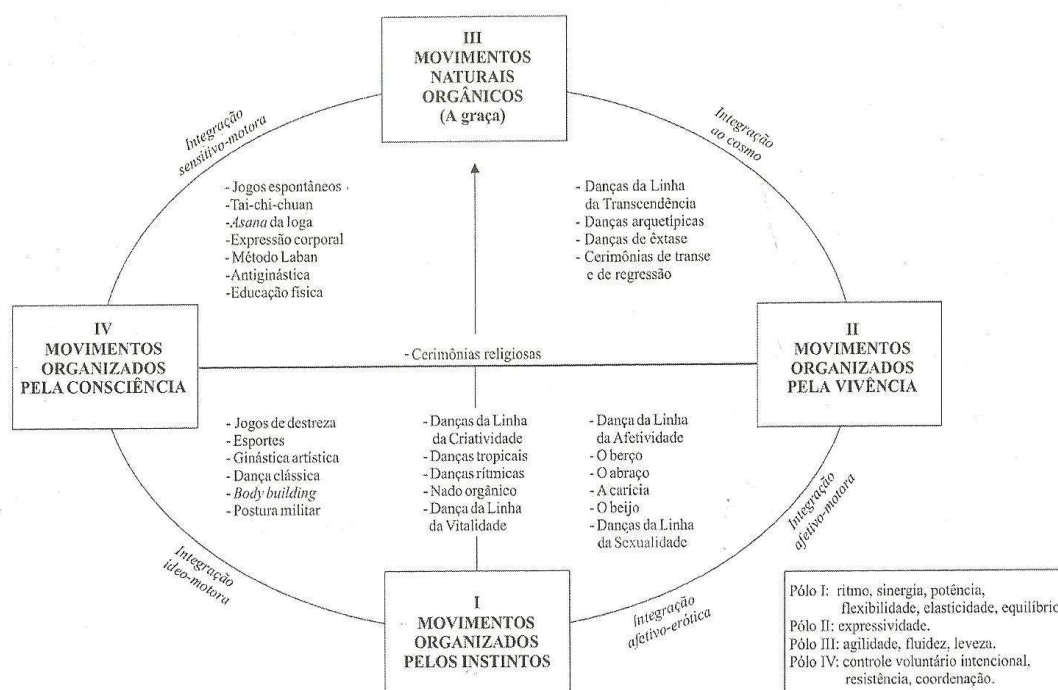 III
MOVIMENTOS
NATURAIS
ORGÂNICOS
(A graça)
Integração
sensitivo-motora
Integração
ao cosmo
- Jogos espontâneos
- Tai-chi-chuan
- Asana da Ioga
- Expressão corporal
- Método Laban
- Antiginástica
- Educação física
- Danças da Linha
da Transcendência
- Danças arquetípicas
- Danças de êxtase
- Cerimônias de transe
e de regressão
IV
MOVIMENTOS
ORGANIZADOS
PELA CONSCIÊNCIA
- Cerimônias religiosas
II
MOVIMENTOS
ORGANIZADOS
PELA VIVÊNCIA
- Jogos de destreza
- Esportes
- Ginástica artística
- Dança clássica
- Body building
- Postura militar
- Danças da Linha
da Criatividade
- Danças tropicais
- Danças rítmicas
- Nado orgânico
- Dança da Linha
da Vitalidade
- Dança da Linha
da Afetividade
- O berço
- O abraço
- A carícia
- O beijo
- Danças da Linha
da Sexualidade
Integração
ideo-motora
Integração
afetivo-erótica
Integração
afetivo-motora
I
MOVIMENTOS
ORGANIZADOS
PELOS INSTINTOS
Pólo I: ritmo, sinergia, potência,
flexibilidade, elasticidade, equilíbrio
Pólo II: expressividade.
Pólo III: agilidade, fluidez, leveza.
Pólo IV: controle voluntário intencional,
resistência, coordenação.